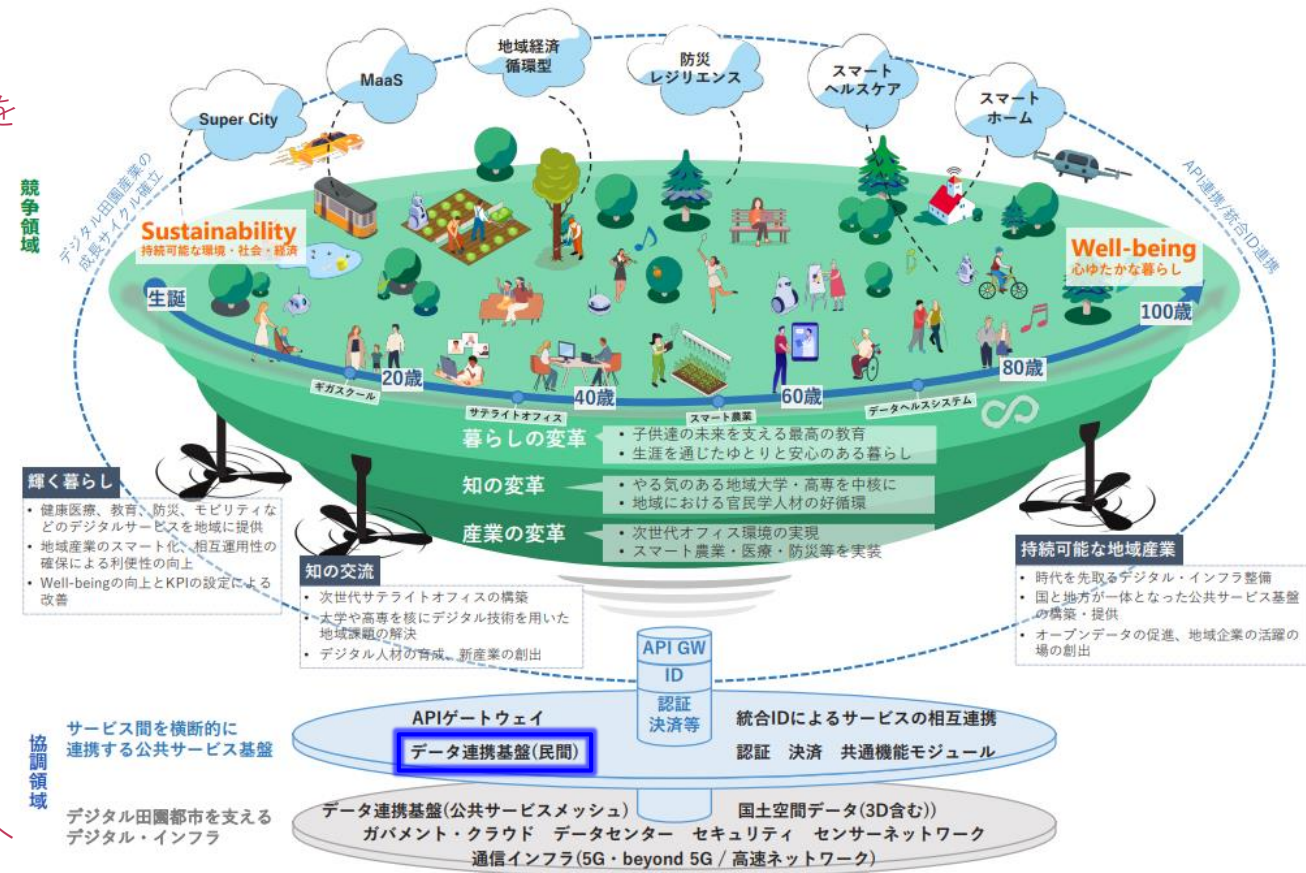 地域経済
循環型
防災
レジリエンス
MaaS
スマート
ヘルスケア
Super City
スマート
ホーム
を
競争領域
デジタル田園産業の
成長サイクル確立
API連携/統合ID連携
Sustainability
持続可能な環境・社会・経済
Well-being
心ゆたかな暮らし
生誕
20歳
40歳
60歳
80歳
100歳
ギガスクール
サテライトオフィス
スマート農業
データヘルスシステム
暮らしの変革
• 子供達の未来を支える最高の教育
• 生涯を通じたゆとりと安心のある暮らし
知の変革
• やる気のある地域大学・高専を中核に
• 地域における官民学人材の好循環
産業の変革
• 次世代オフィス環境の実現
• スマート農業・医療・防災等を実装
輝く暮らし
• 健康医療、教育、防災、モビリティな
どのデジタルサービスを地域に提供
• 地域産業のスマート化、相互運用性の
確保による利便性の向上
• Well-beingの向上とKPIの設定による
改善
知の交流
• 次世代サテライトオフィスの構築
• 大学や高専を核にデジタル技術を用いた
地域課題の解決
• デジタル人材の育成、新産業の創出
持続可能な地域産業
• 時代を先取るデジタル・インフラ整備
• 国と地方が一体となった公共サービス基盤
の構築・提供
• オープンデータの促進、地域企業の活躍の
場の創出
API GW
ID
認証
決済等
協調領域
サービス間を横断的に
連携する公共サービス基盤
APIゲートウェイ
統合IDによるサービスの相互連携
データ連携基盤(民間)
認証 決済 共通機能モジュール
デジタル田園都市を支える
デジタル・インフラ
データ連携基盤(公共サービスメッシュ)
国土空間データ(3D含む))
ガバメント・クラウド データセンター セキュリティ センサーネットワーク
通信インフラ(5G・beyond 5G / 高速ネットワーク)